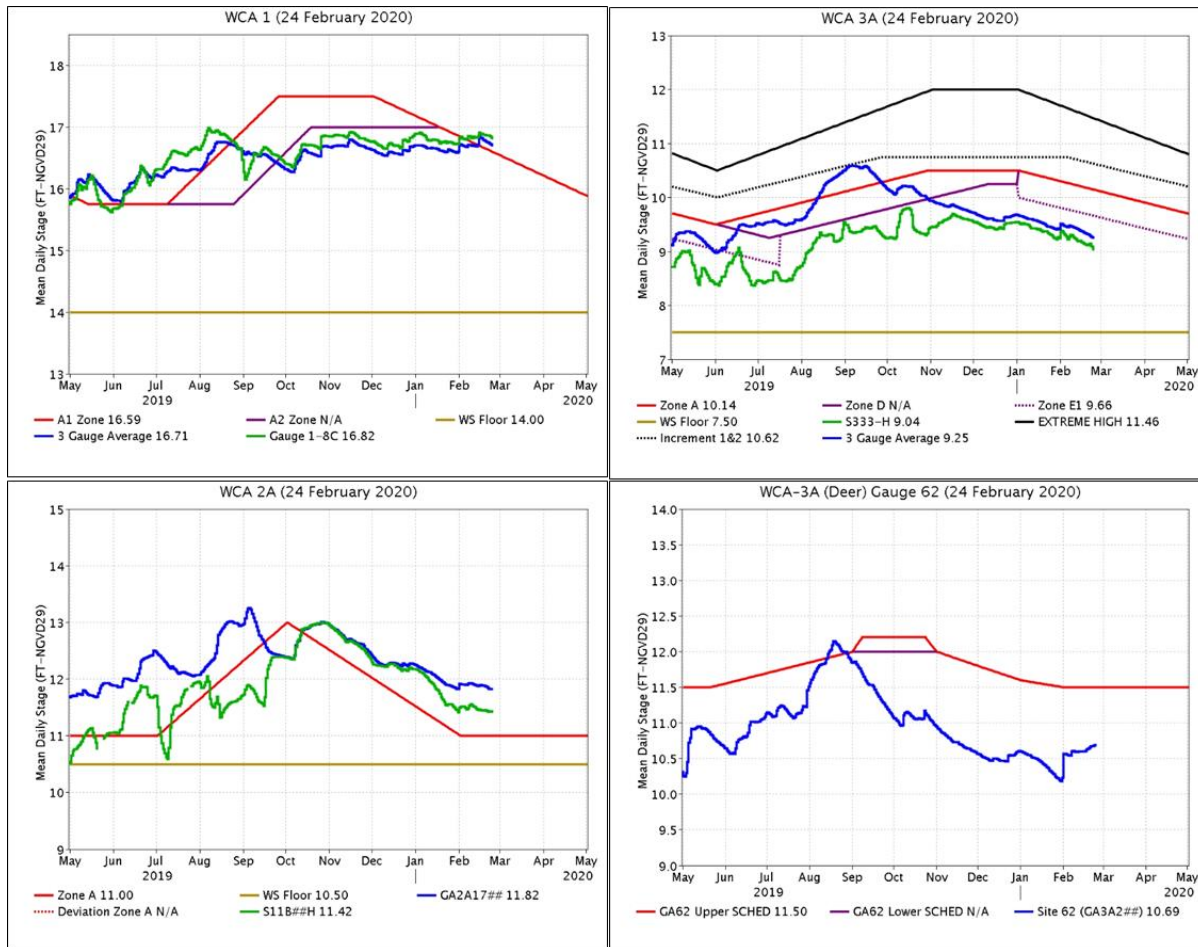 WCA 1 (24 February 2020)
Mean Daily Stage (FT-NGVD29)
18
17
16
15
14
13
May Jun Jul Aug Sep Oct Nov Dec Jan Feb Mar Apr May
2019 2020
A1 Zone 16.59 A2 Zone N/A WS Floor 14.00
3 Gauge Average 16.71 Gauge 1-8C 16.82
WCA 3A (24 February 2020)
Mean Daily Stage (FT-NGVD29)
13
12
11
10
9
8
7
May Jun Jul Aug Sep Oct Nov Dec Jan Feb Mar Apr May
2019 2020
Zone A 10.14 Zone D N/A Zone E1 9.66
WS Floor 7.50 S333-H 9.04 EXTREME HIGH 11.46
Increment 1&2 10.62 3 Gauge Average 9.25
WCA 2A (24 February 2020)
Mean Daily Stage (FT-NGVD29)
15
14
13
12
11
10
9
May Jun Jul Aug Sep Oct Nov Dec Jan Feb Mar Apr May
2019 2020
Zone A 11.00 WS Floor 10.50 GA2A17## 11.82
Deviation Zone A N/A S11B##H 11.42
WCA-3A (Deer) Gauge 62 (24 February 2020)
Mean Daily Stage (FT-NGVD29)
14.0
13.5
13.0
12.5
12.0
11.5
11.0
10.5
10.0
9.5
9.0
May Jun Jul Aug Sep Oct Nov Dec Jan Feb Mar Apr May
2019 2020
GA62 Upper SCHED 11.50 GA62 Lower SCHED N/A Site 62 (GA3A2##) 10.69